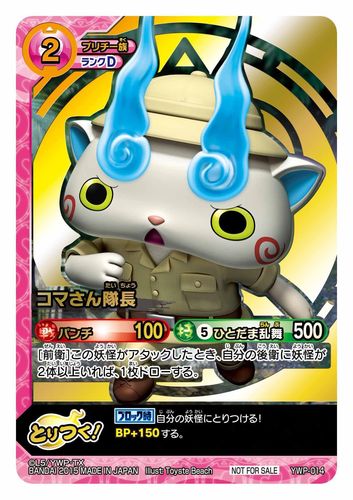 2
プリチー族
ランクD
コマさん隊長
パンチ 100 5 ひとだま乱舞 500
[前衛]この妖怪がアタックしたとき、自分の後衛に妖怪が
2体以上いれば、1枚ドローする。
とりつく!
ブロック時 自分の妖怪にとりつける!
BP+150する。
©L5/YWP･TX
BANDAI 2015 MADE IN JAPAN Illust:Toyste Beach NOT FOR SALE YWP-014